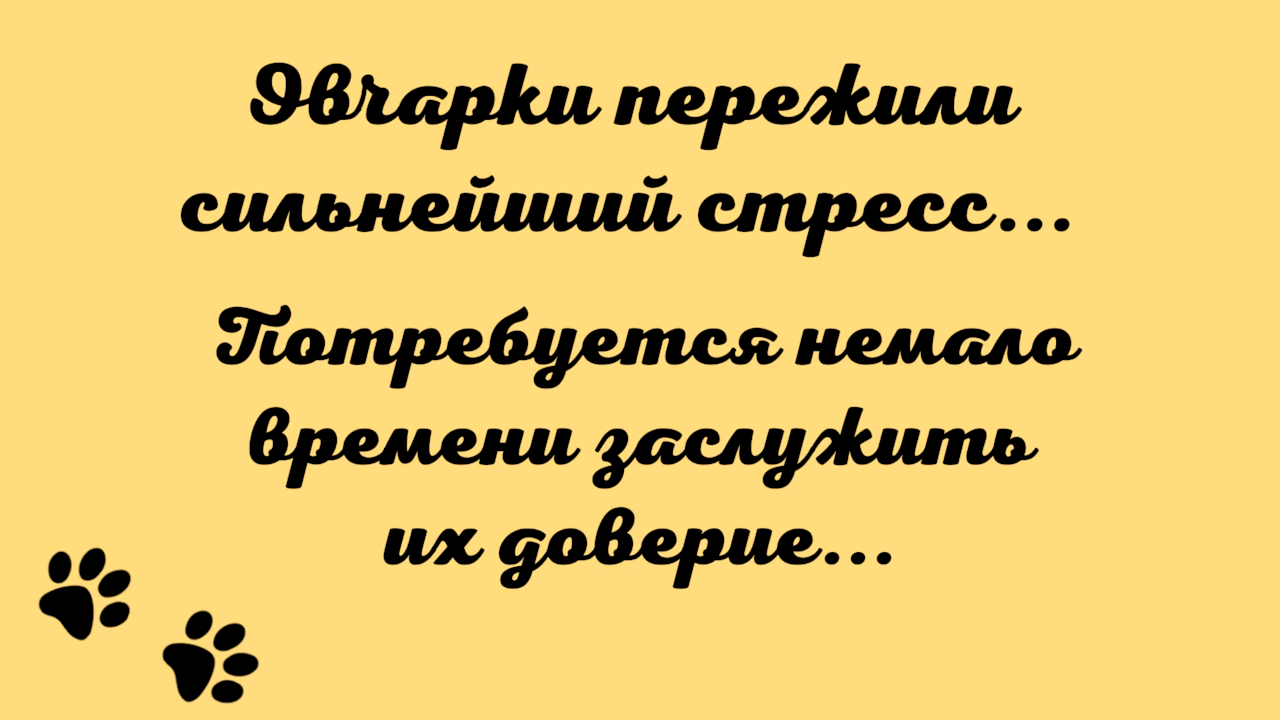 Овчарки пережили
сильнейший стресс...
Потребуется немало
времени заслужить
их доверие...